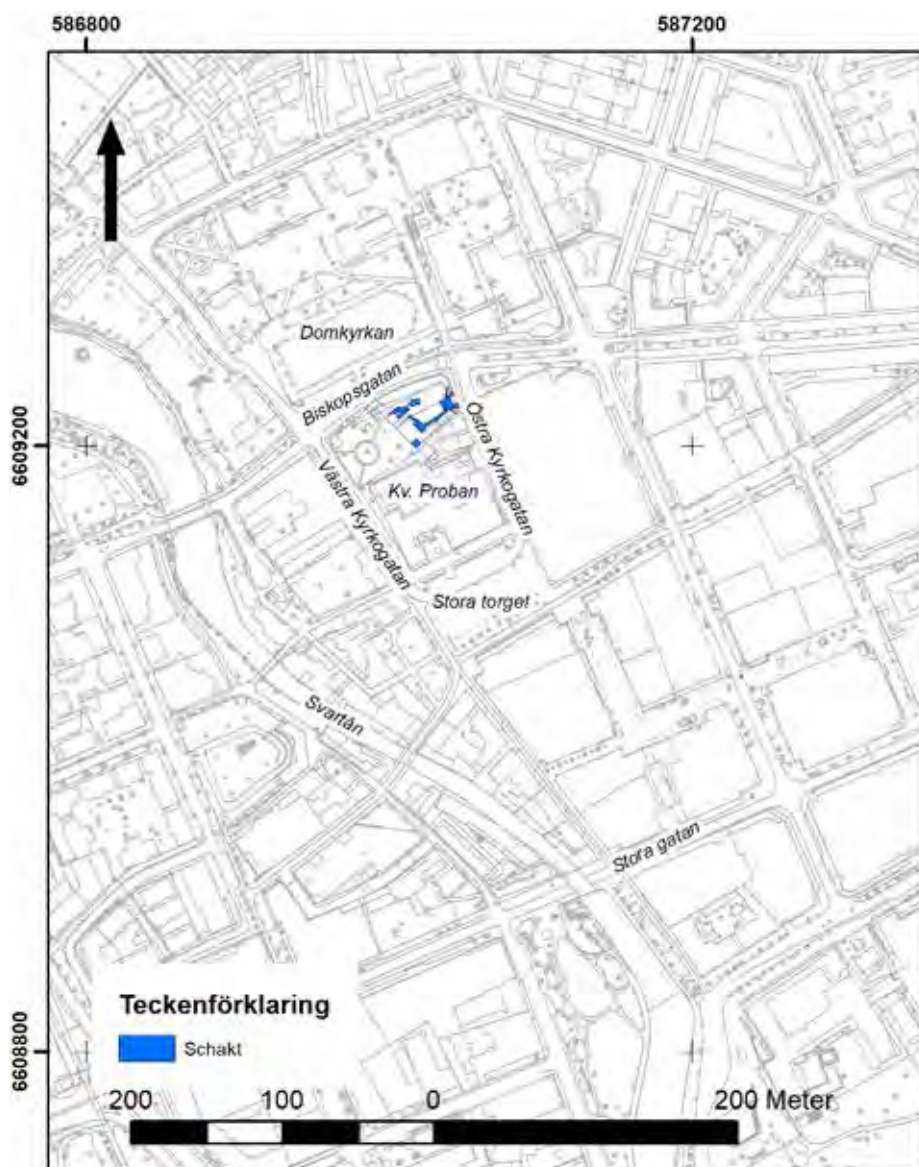 586800
587200
Domkyrkan
Biskopsgatan
6609200
Östra Kyrkogatan
Västra Kyrkogatan
Kv. Proban
Stora torget
Svartån
Stora gatan
Teckenförklaring
Schakt
6608800
200 100 0 200 Meter